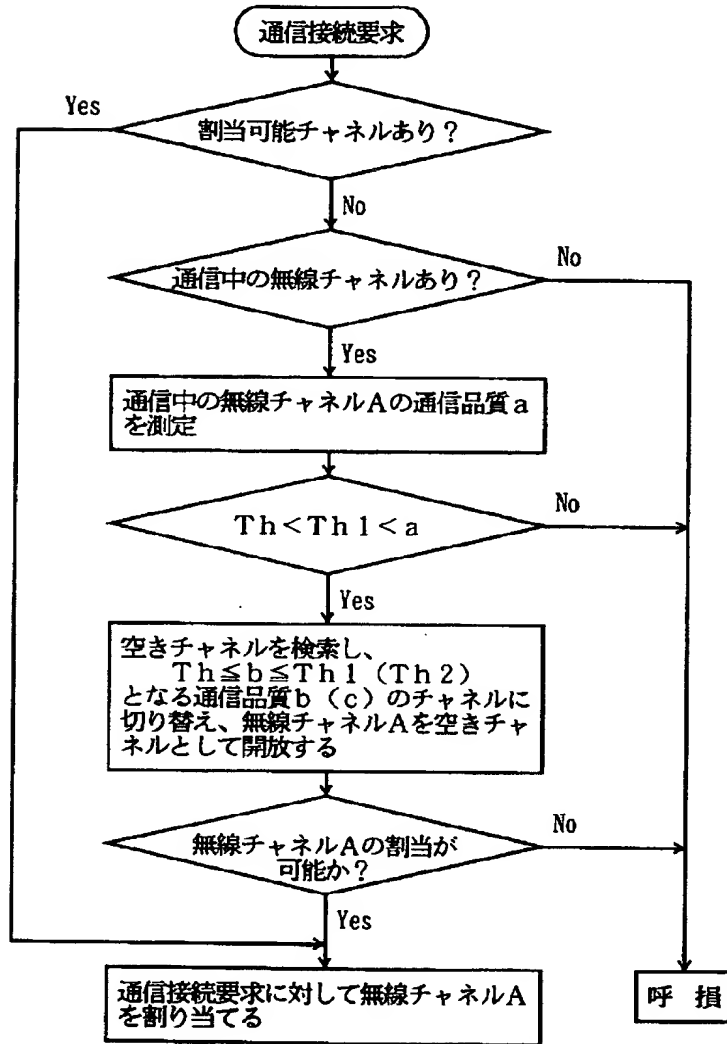 通信接続要求
Yes
割当可能チャネルあり？
No
通信中の無線チャネルあり？
No
Yes
通信中の無線チャネルAの通信品質a
を測定
Th＜Th1＜a
No
Yes
空きチャネルを検索し、
Th≦b≦Th1（Th2）
となる通信品質b（c）のチャネルに
切り替え、無線チャネルAを空きチャ
ネルとして開放する
無線チャネルAの割当が
可能か？
No
Yes
通信接続要求に対して無線チャネルA
を割り当てる
呼 損